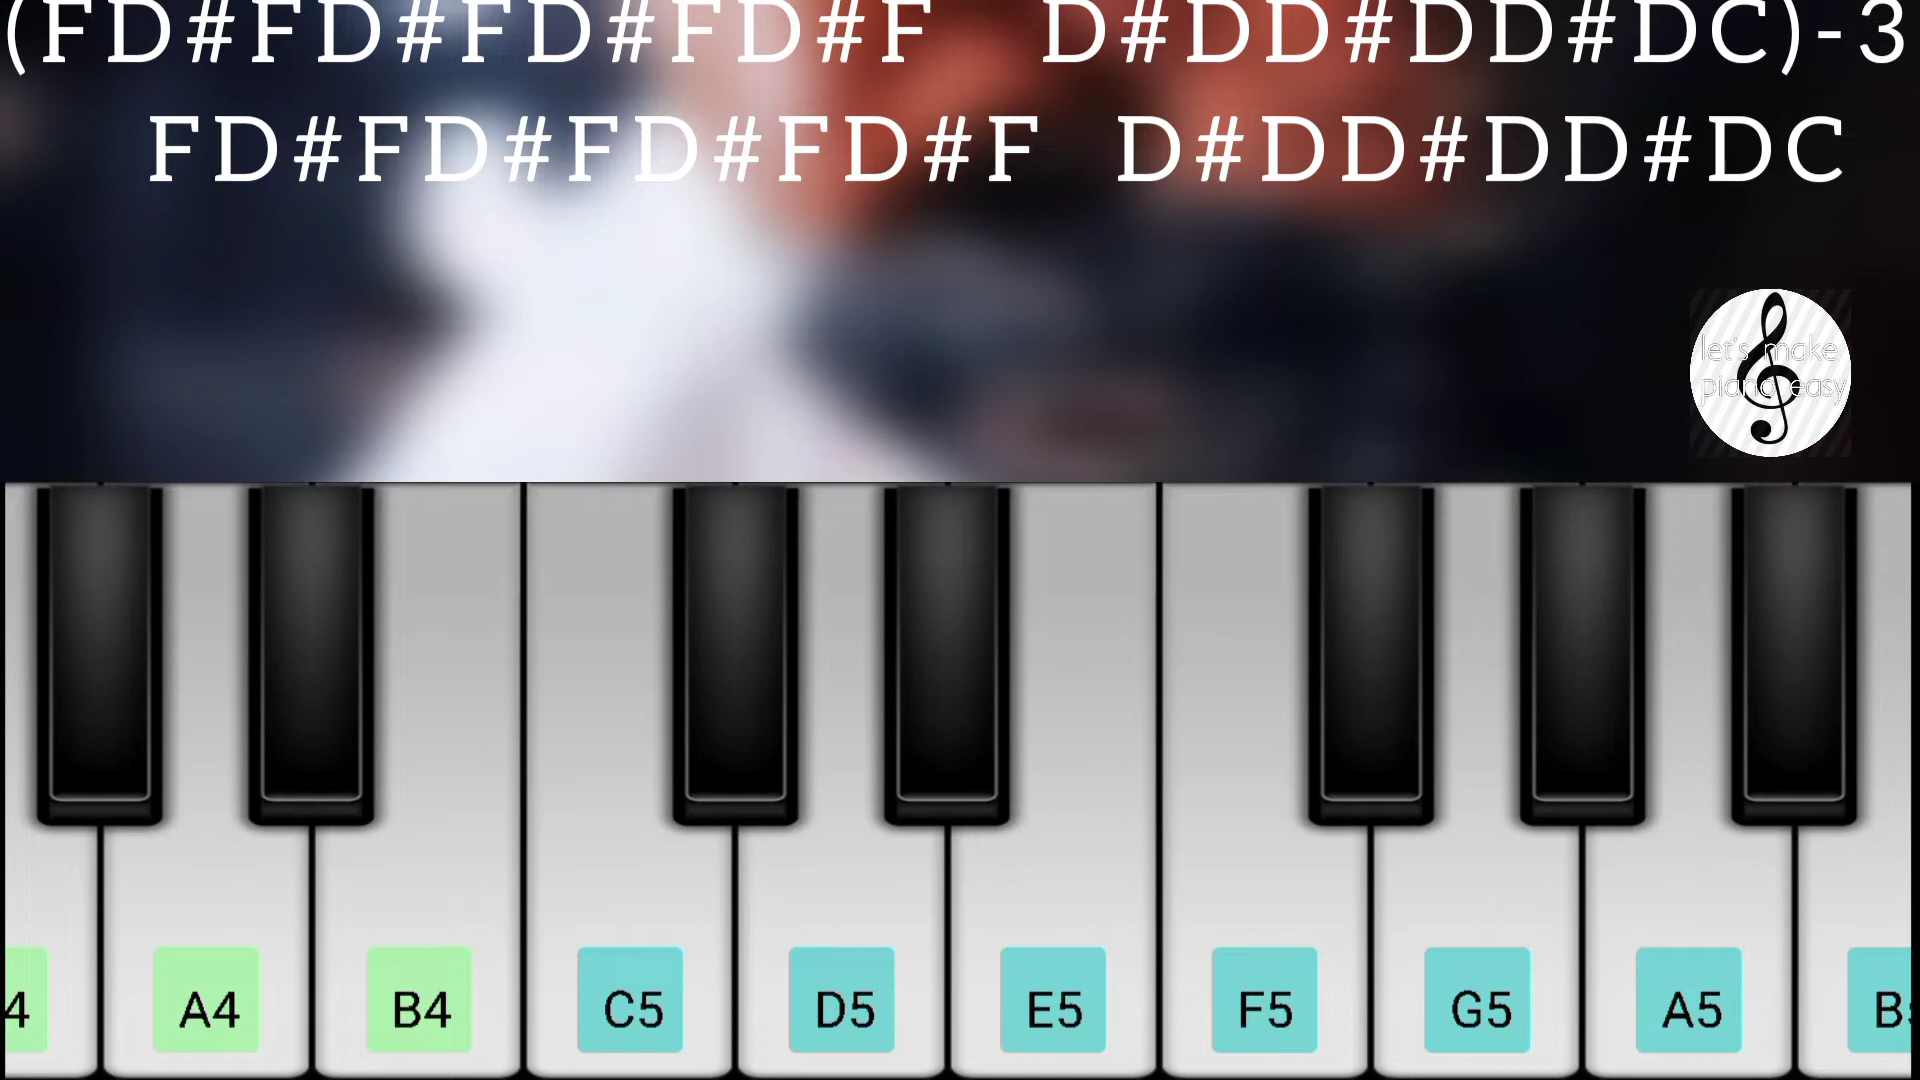 (FD#FD#FD#FD#F D#DD#DD#DC)-3
FD#FD#FD#FD#F D#DD#DD#DC
let's make
piano easy
4 A4 B4 C5 D5 E5 F5 G5 A5 B5